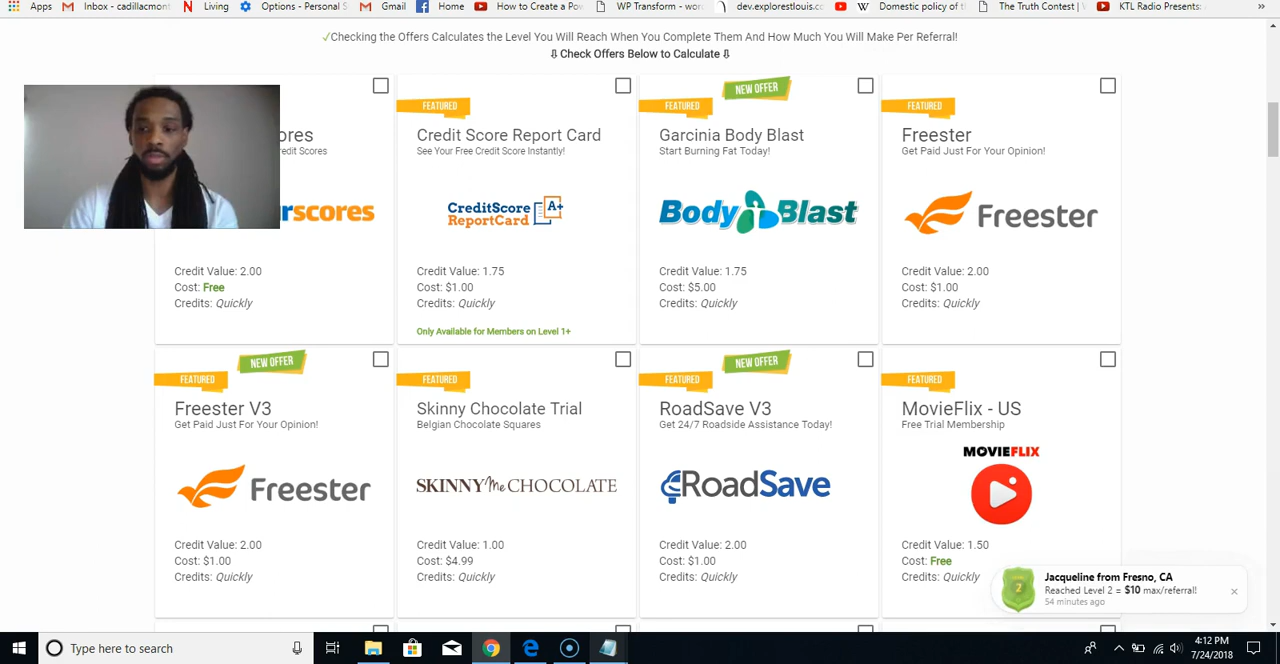 Apps
Inbox - cadillacmont
Living
Options - Personal S
Gmail
Home
How to Create a Pow
WP Transform - word
dev.explorestlouis.co
Domestic policy of t
The Truth Contest | V
KTL Radio Presents:
»
✓Checking the Offers Calculates the Level You Will Reach When You Complete Them And How Much You Will Make Per Referral!
⇩ Check Offers Below to Calculate ⇩
ores
redit Scores
rscores
Credit Value: 2.00
Cost: Free
Credits: Quickly
FEATURED
Credit Score Report Card
See Your Free Credit Score Instantly!
CreditScore
ReportCard
A+
Credit Value: 1.75
Cost: $1.00
Credits: Quickly
Only Available for Members on Level 1+
FEATURED
NEW OFFER
Garcinia Body Blast
Start Burning Fat Today!
Body Blast
Credit Value: 1.75
Cost: $5.00
Credits: Quickly
FEATURED
Freester
Get Paid Just For Your Opinion!
Freester
Credit Value: 2.00
Cost: $1.00
Credits: Quickly
FEATURED
NEW OFFER
Freester V3
Get Paid Just For Your Opinion!
Freester
Credit Value: 2.00
Cost: $1.00
Credits: Quickly
FEATURED
Skinny Chocolate Trial
Belgian Chocolate Squares
SKINNY Me CHOCOLATE
Credit Value: 1.00
Cost: $4.99
Credits: Quickly
FEATURED
NEW OFFER
RoadSave V3
Get 24/7 Roadside Assistance Today!
RoadSave
Credit Value: 2.00
Cost: $1.00
Credits: Quickly
FEATURED
MovieFlix - US
Free Trial Membership
MOVIEFLIX
Credit Value: 1.50
Cost: Free
Credits: Quickly
2
Jacqueline from Fresno, CA
Reached Level 2 = $10 max/referral!
54 minutes ago
Type here to search
4:12 PM
7/24/2018